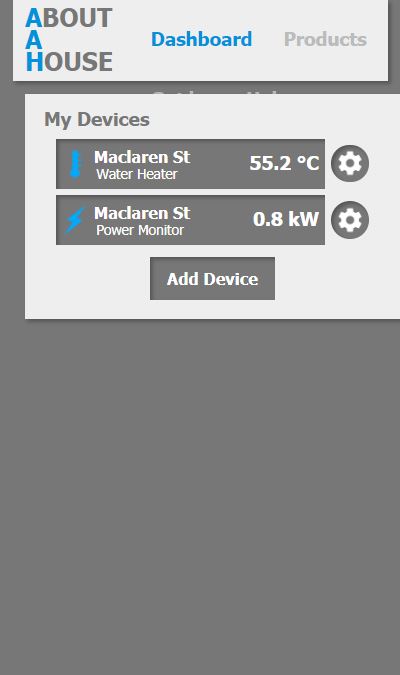 ABOUT
A
HOUSE
Dashboard
Products
My Devices
Maclaren St
55.2 °C
Water Heater
Maclaren St
0.8 kW
Power Monitor
Add Device